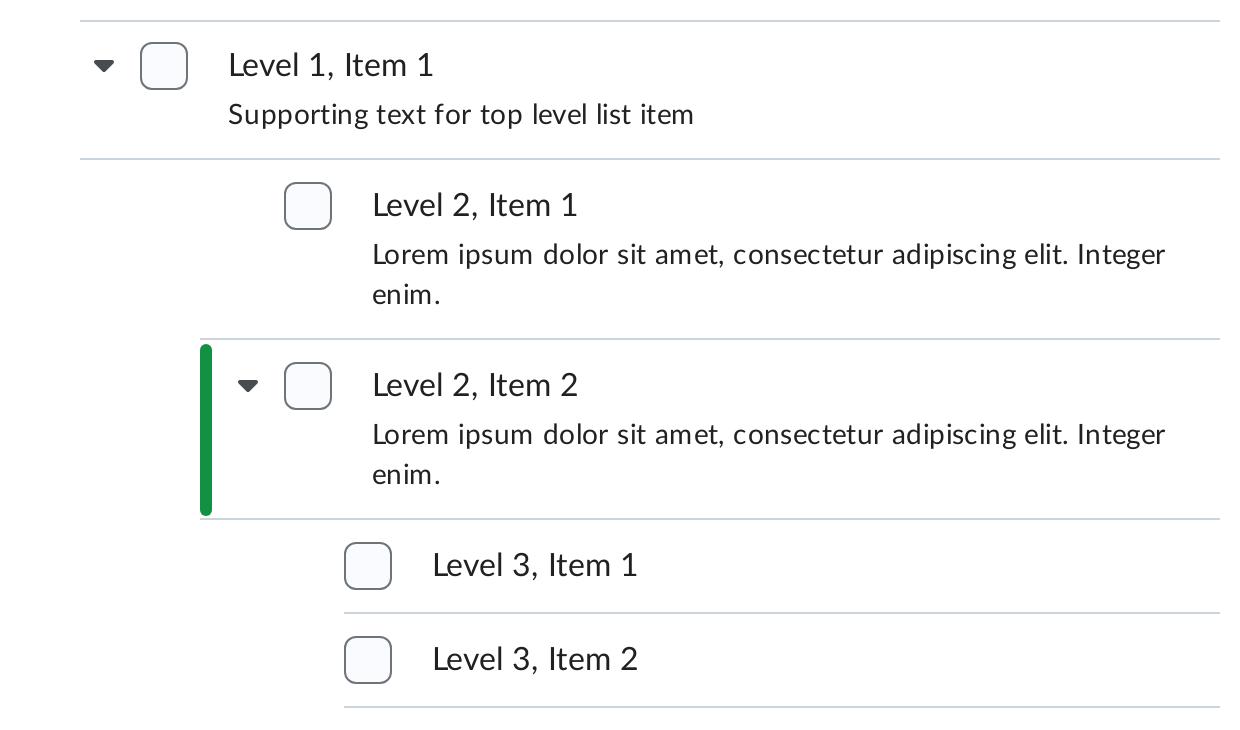 Level 1, Item 1
Supporting text for top level list item
Level 2, Item 1
Lorem ipsum dolor sit amet, consectetur adipiscing elit. Integer
enim.
Level 2, Item 2
Lorem ipsum dolor sit amet, consectetur adipiscing elit. Integer
enim.
Level 3, Item 1
Level 3, Item 2